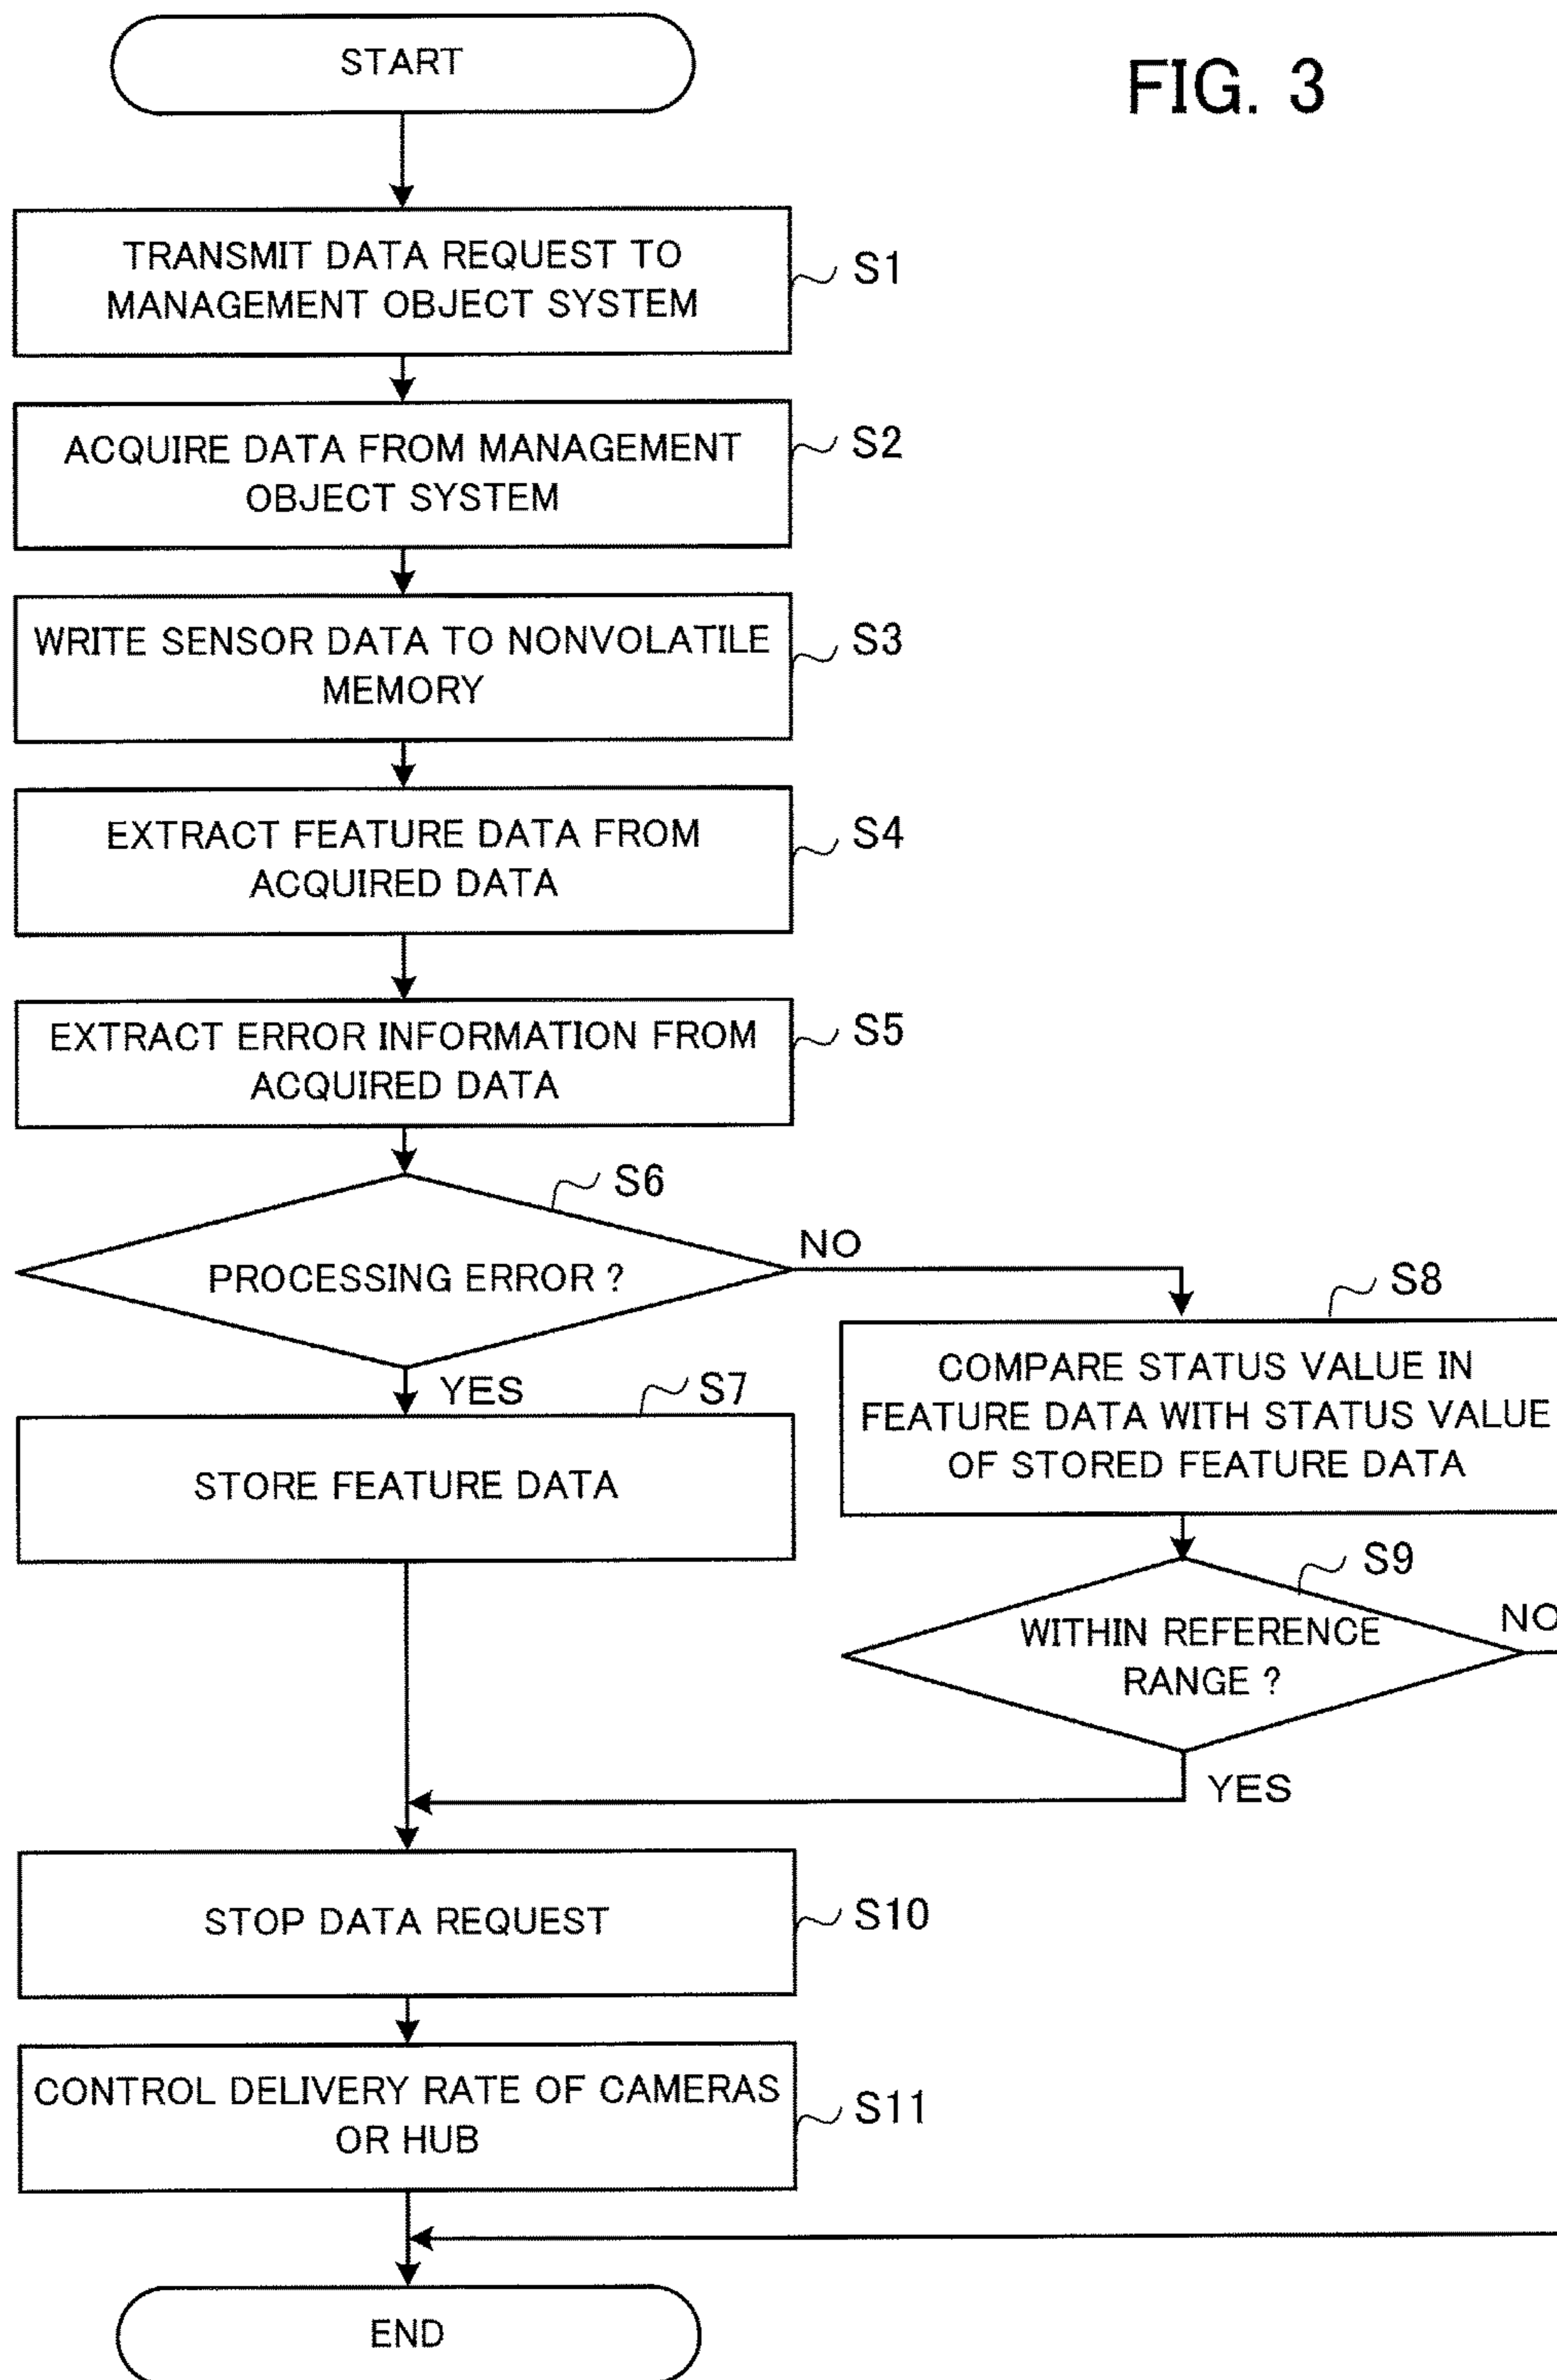 START
FIG. 3
TRANSMIT DATA REQUEST TO
MANAGEMENT OBJECT SYSTEM
S1
ACQUIRE DATA FROM MANAGEMENT
OBJECT SYSTEM
S2
WRITE SENSOR DATA TO NONVOLATILE
MEMORY
S3
EXTRACT FEATURE DATA FROM
ACQUIRED DATA
S4
EXTRACT ERROR INFORMATION FROM
ACQUIRED DATA
S5
S6
PROCESSING ERROR ?
NO
YES
S7
STORE FEATURE DATA
S8
COMPARE STATUS VALUE IN
FEATURE DATA WITH STATUS VALUE
OF STORED FEATURE DATA
S9
WITHIN REFERENCE
RANGE ?
NO
YES
STOP DATA REQUEST
S10
CONTROL DELIVERY RATE OF CAMERAS
OR HUB
S11
END